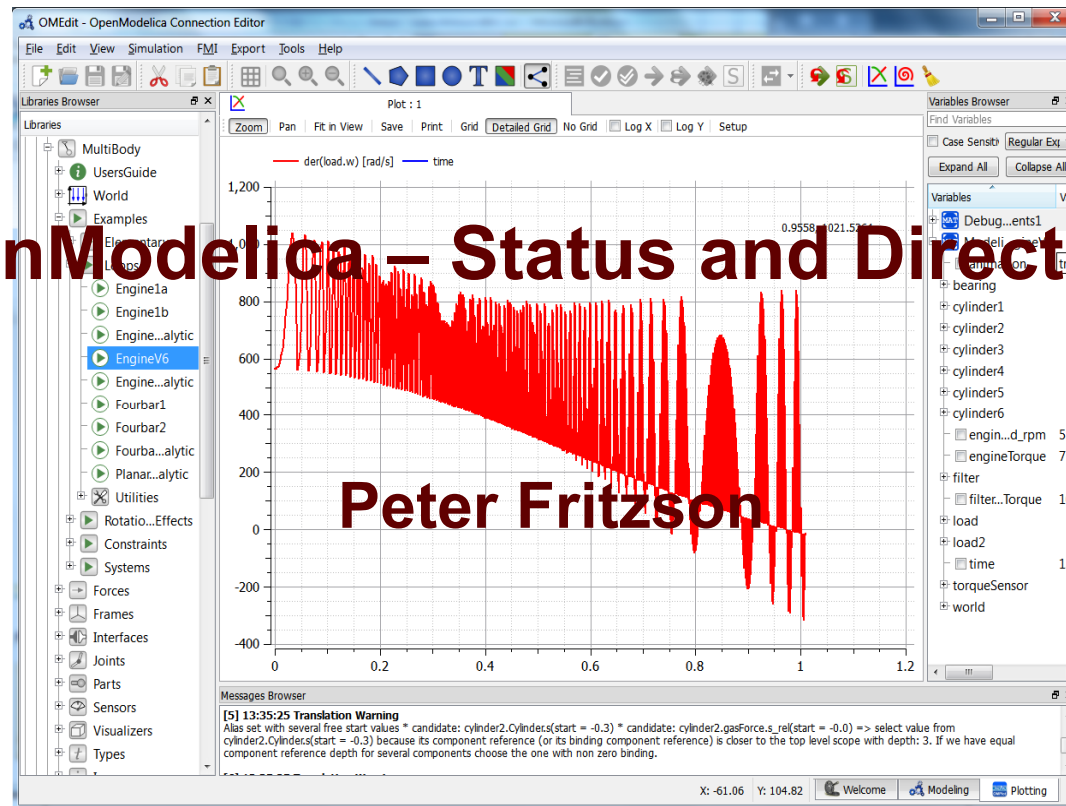 OMEdit - OpenModelica Connection Editor
File Edit View Simulation FMI Export Tools Help
Libraries Browser
Libraries
MultiBody
UsersGuide
World
Examples
Loops
Engine1a
Engine1b
Engine...alytic
EngineV6
Engine...alytic
Fourbar1
Fourbar2
Fourba...alytic
Planar...alytic
Utilities
Rotatio...Effects
Constraints
Systems
Forces
Frames
Interfaces
Joints
Parts
Sensors
Visualizers
Types
Plot : 1
Zoom Pan Fit in View Save Print Grid Detailed Grid No Grid Log X Log Y Setup
der(load.w) [rad/s] time
1,200
800
600
400
200
0
-200
-400
0 0.2 0.4 0.6 0.8 1 1.2
nModelica – Status and Direct
Peter Fritzson
Messages Browser
[5] 13:35:25 Translation Warning
Alias set with several free start values * candidate: cylinder2.Cylinder.s(start = -0.3) * candidate: cylinder2.gasForce.s_rel(start = -0.0) => select value from
cylinder2.Cylinder.s(start = -0.3) because its component reference (or its binding component reference) is closer to the top level scope with depth: 3. If we have equal
component reference depth for several components choose the one with non zero binding.
Variables Browser
Find Variables
Case Sensiti Regular Exp
Expand All Collapse All
Variables V
Debug...ents1
bearing
cylinder1
cylinder2
cylinder3
cylinder4
cylinder5
cylinder6
engin...d_rpm 5
engineTorque 7
filter
filter...Torque 1
load
load2
time 1
torqueSensor
world
X: -61.06 Y: 104.82 Welcome Modeling Plotting